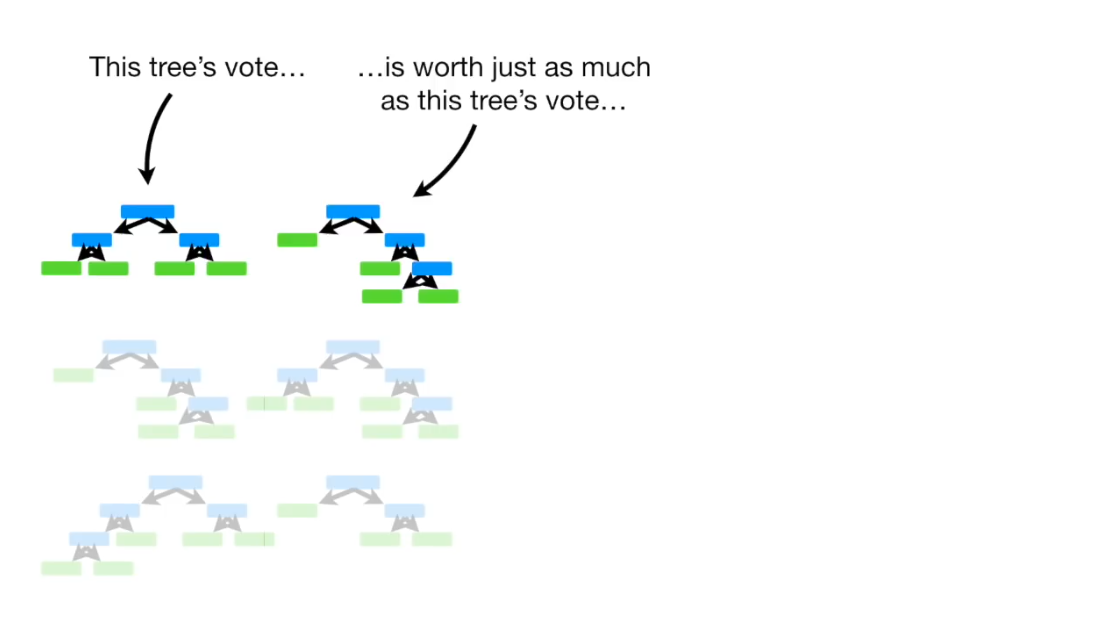 This tree’s vote…
…is worth just as much
as this tree’s vote…